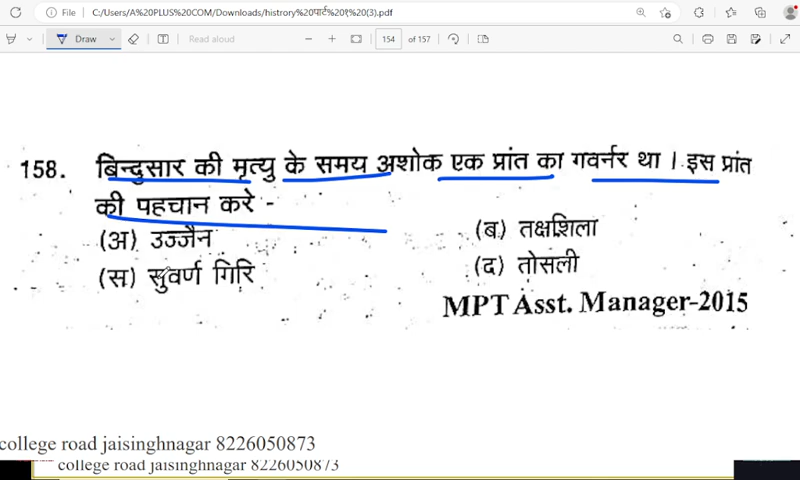 File C:/Users/A%20PLUS%20COM/Downloads/histrory%20पार्ट%20१%20(3).pdf
Draw Read aloud 154 of 157
158. बिन्दुसार की मृत्यु के समय अशोक एक प्रांत का गवर्नर था । इस प्रांत
की पहचान करे -
(अ) उज्जैन (ब) तक्षशिला
(स) सुवर्ण गिरि (द) तोसली
MPT Asst. Manager-2015
college road jaisinghnagar 8226050873
college road jaisinghnagar 8226050873